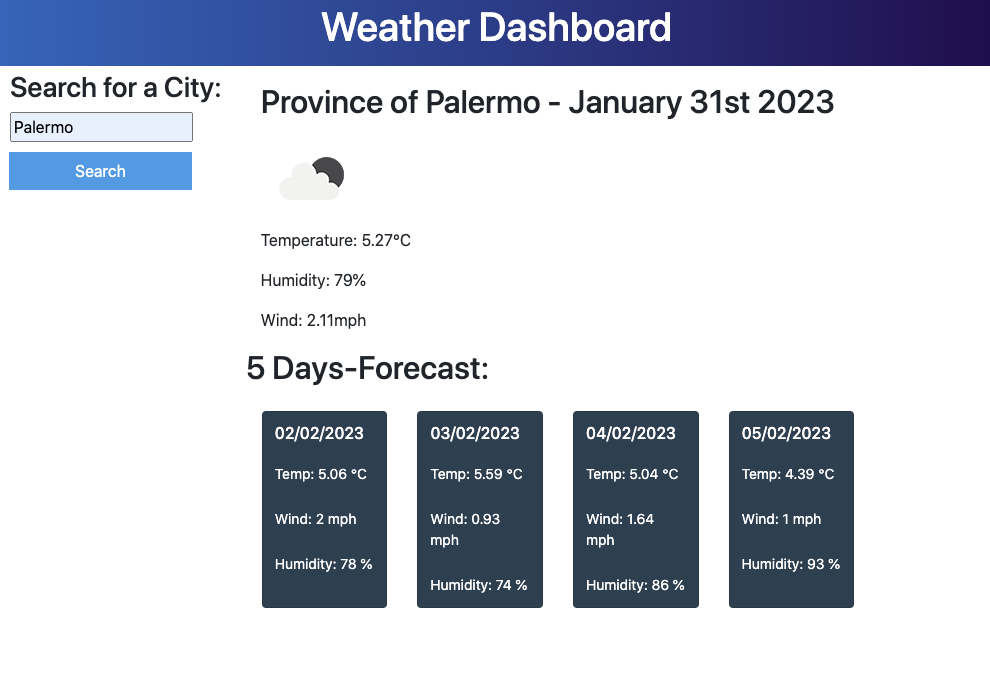 Weather Dashboard
Search for a City:
Palermo
Search
Province of Palermo - January 31st 2023
Temperature: 5.27°C
Humidity: 79%
Wind: 2.11mph
5 Days-Forecast:
02/02/2023
Temp: 5.06 °C
Wind: 2 mph
Humidity: 78 %
03/02/2023
Temp: 5.59 °C
Wind: 0.93
mph
Humidity: 74 %
04/02/2023
Temp: 5.04 °C
Wind: 1.64
mph
Humidity: 86 %
05/02/2023
Temp: 4.39 °C
Wind: 1 mph
Humidity: 93 %